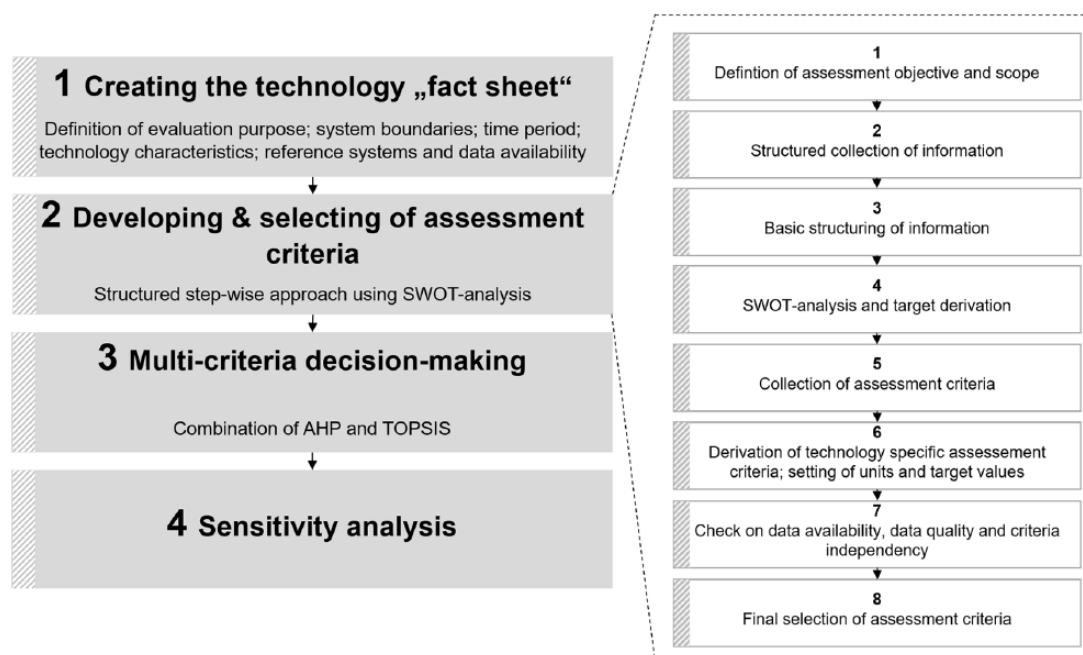 1 Creating the technology „fact sheet“
Definition of evaluation purpose; system boundaries; time period;
technology characteristics; reference systems and data availability
2 Developing & selecting of assessment
criteria
Structured step-wise approach using SWOT-analysis
3 Multi-criteria decision-making
Combination of AHP and TOPSIS
4 Sensitivity analysis
1
Defintion of assessment objective and scope
2
Structured collection of information
3
Basic structuring of information
4
SWOT-analysis and target derivation
5
Collection of assessment criteria
6
Derivation of technology specific assessement
criteria; setting of units and target values
7
Check on data availability, data quality and criteria
independency
8
Final selection of assessment criteria